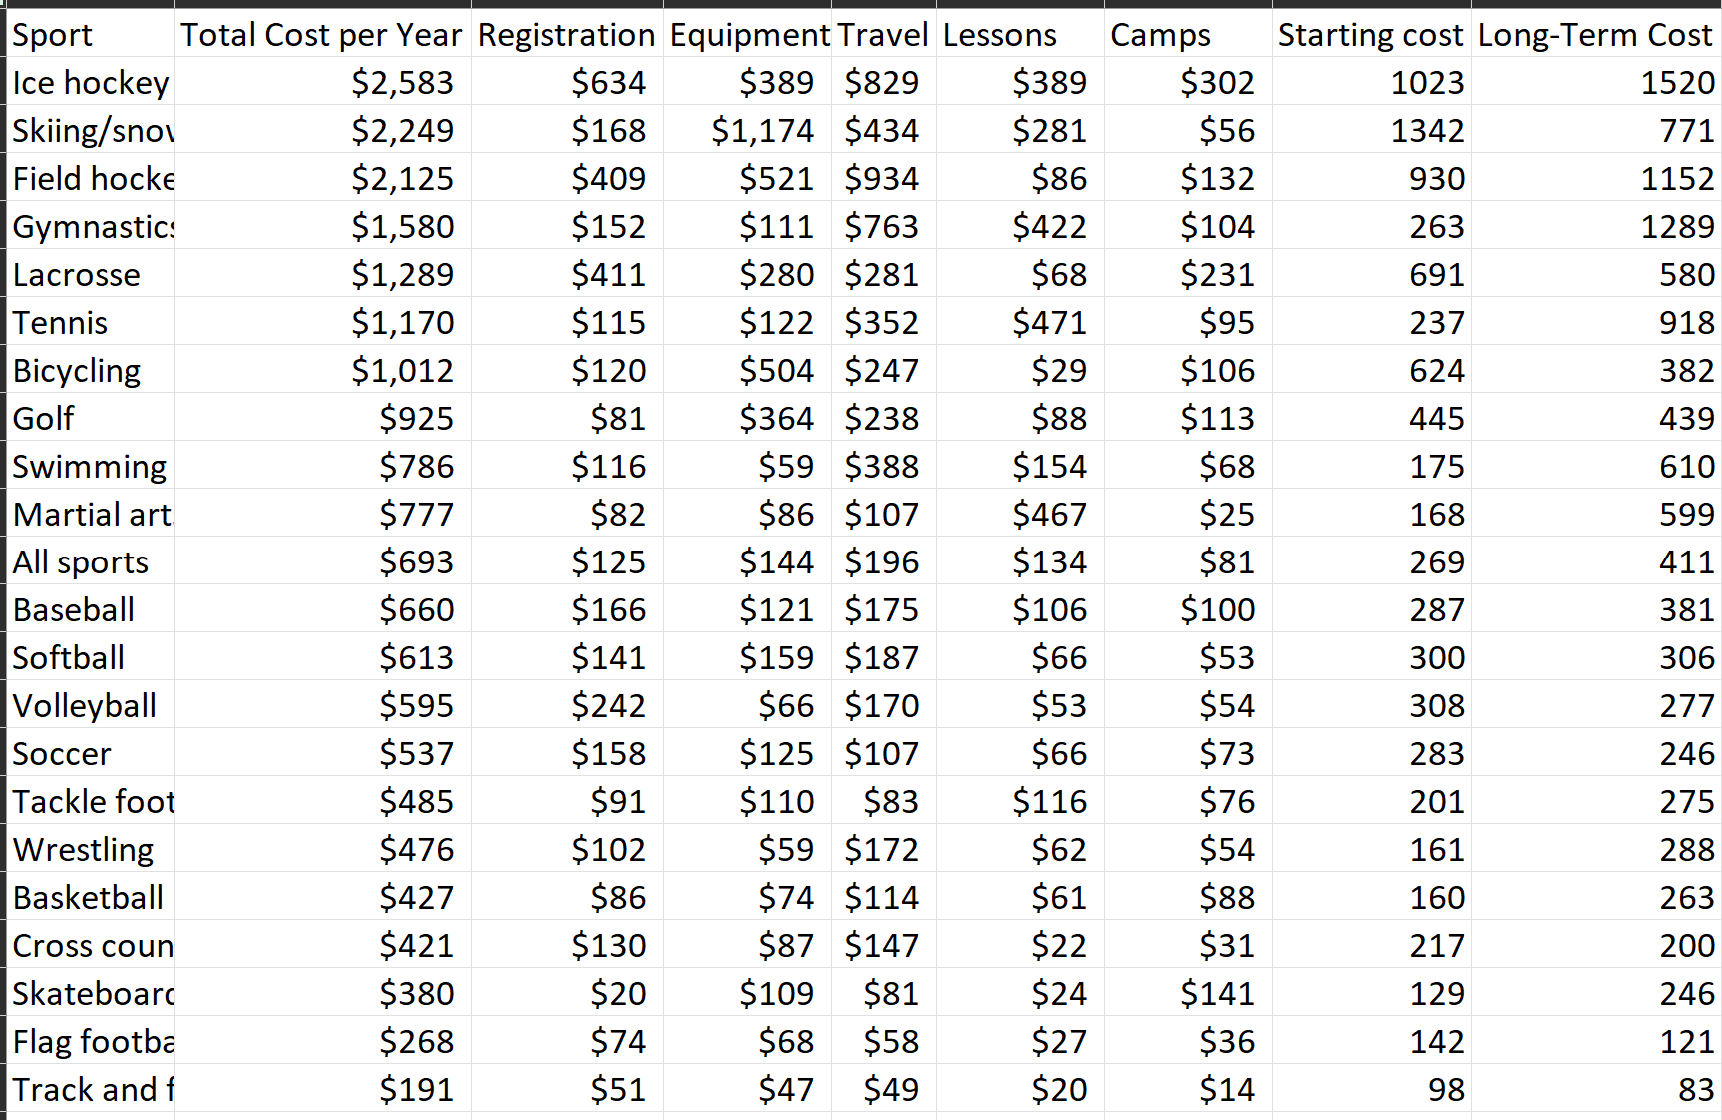 Sport Total Cost per Year Registration Equipment Travel Lessons Camps Starting cost Long-Term Cost
Ice hockey $2,583 $634 $389 $829 $389 $302 1023 1520
Skiing/snov $2,249 $168 $1,174 $434 $281 $56 1342 771
Field hocke $2,125 $409 $521 $934 $86 $132 930 1152
Gymnastics $1,580 $152 $111 $763 $422 $104 263 1289
Lacrosse $1,289 $411 $280 $281 $68 $231 691 580
Tennis $1,170 $115 $122 $352 $471 $95 237 918
Bicycling $1,012 $120 $504 $247 $29 $106 624 382
Golf $925 $81 $364 $238 $88 $113 445 439
Swimming $786 $116 $59 $388 $154 $68 175 610
Martial art $777 $82 $86 $107 $467 $25 168 599
All sports $693 $125 $144 $196 $134 $81 269 411
Baseball $660 $166 $121 $175 $106 $100 287 381
Softball $613 $141 $159 $187 $66 $53 300 306
Volleyball $595 $242 $66 $170 $53 $54 308 277
Soccer $537 $158 $125 $107 $66 $73 283 246
Tackle foot $485 $91 $110 $83 $116 $76 201 275
Wrestling $476 $102 $59 $172 $62 $54 161 288
Basketball $427 $86 $74 $114 $61 $88 160 263
Cross coun $421 $130 $87 $147 $22 $31 217 200
Skateboard $380 $20 $109 $81 $24 $141 129 246
Flag footba $268 $74 $68 $58 $27 $36 142 121
Track and f $191 $51 $47 $49 $20 $14 98 83